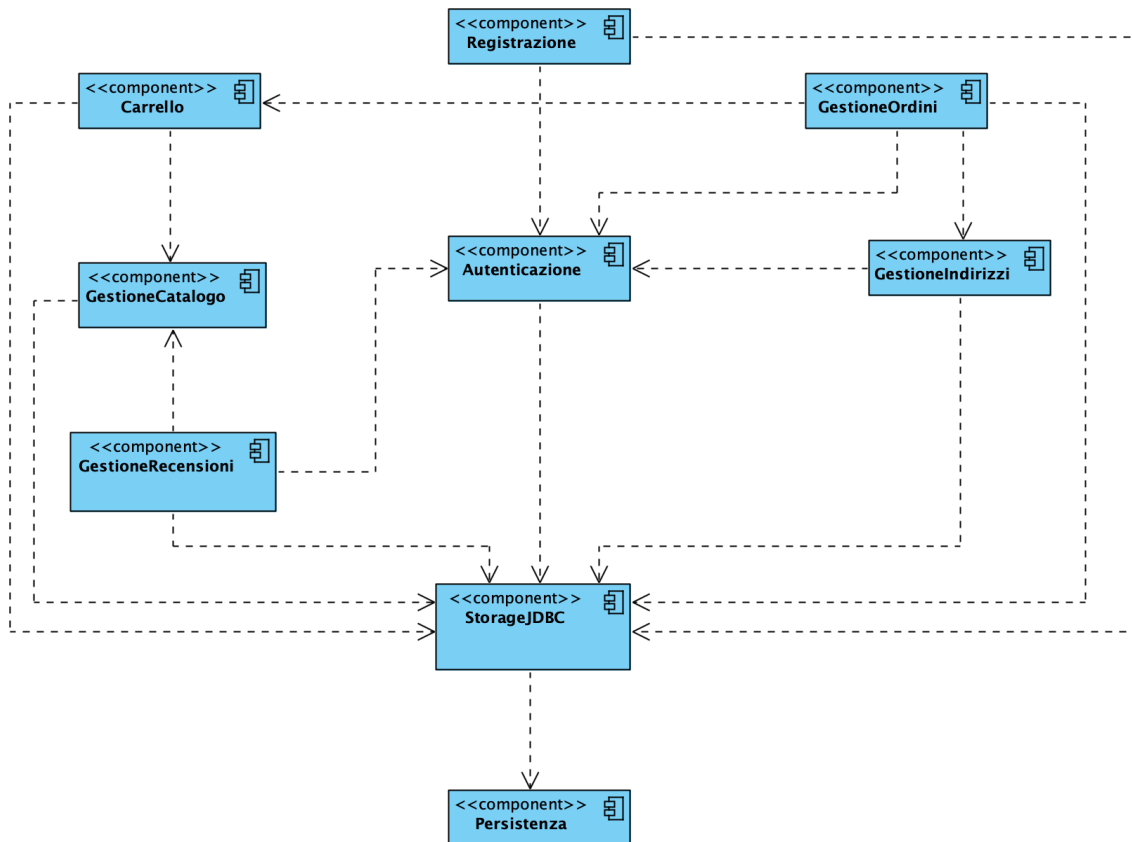 <<component>>
Registrazione
<<component>>
Carrello
<<component>>
GestioneOrdini
<<component>>
Autenticazione
<<component>>
GestioneIndirizzi
<<component>>
GestioneCatalogo
<<component>>
GestioneRecensioni
<<component>>
StorageJDBC
<<component>>
Persistenza